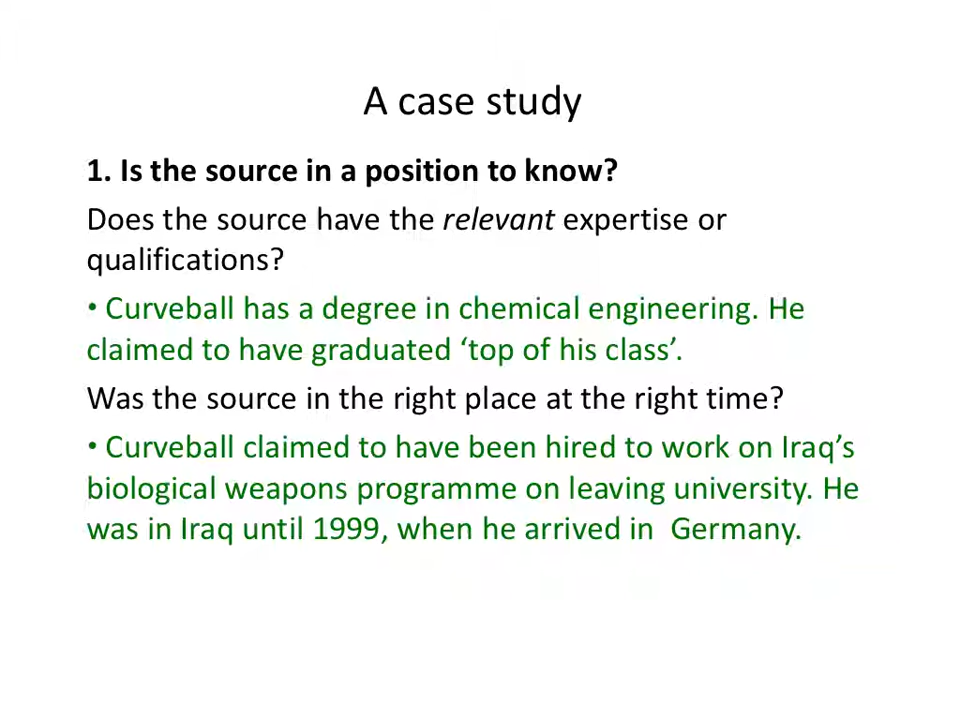 A case study
1. Is the source in a position to know?
Does the source have the relevant expertise or
qualifications?
• Curveball has a degree in chemical engineering. He
claimed to have graduated ‘top of his class’.
Was the source in the right place at the right time?
• Curveball claimed to have been hired to work on Iraq’s
biological weapons programme on leaving university. He
was in Iraq until 1999, when he arrived in  Germany.